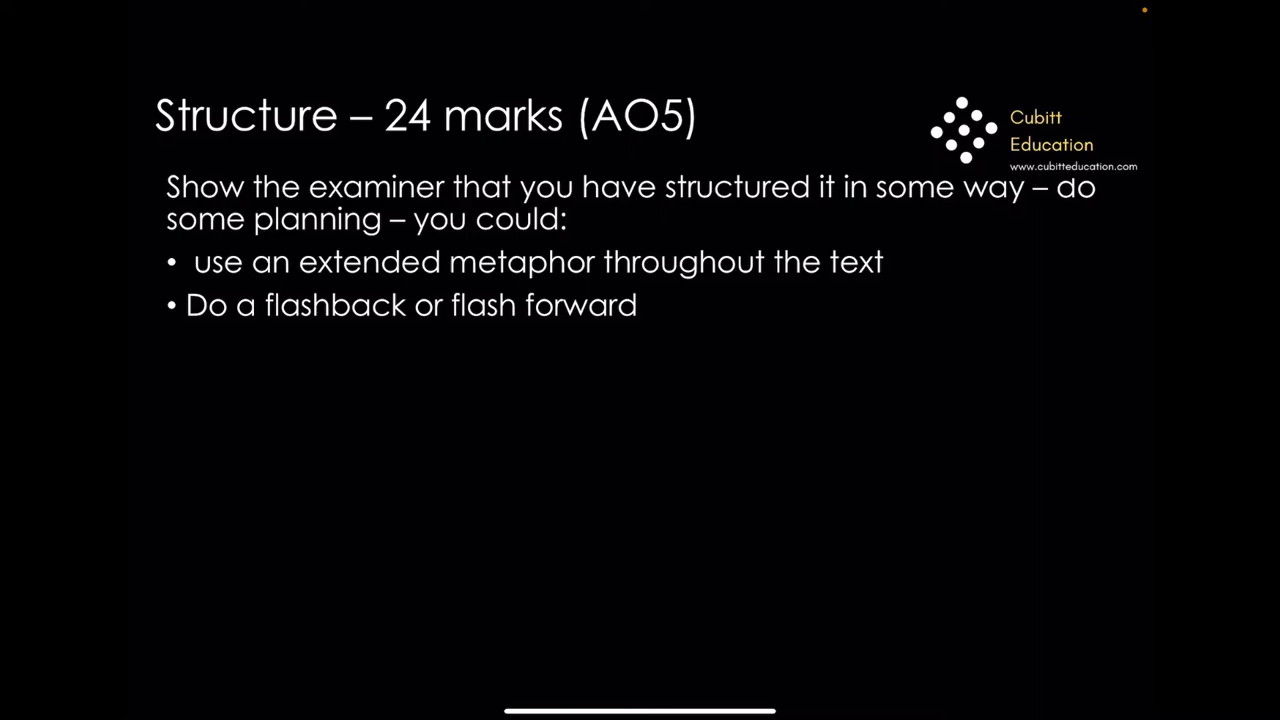 Structure – 24 marks (AO5)
Cubitt
Education
www.cubitteducation.com
Show the examiner that you have structured it in some way – do
some planning – you could:
• use an extended metaphor throughout the text
• Do a flashback or flash forward